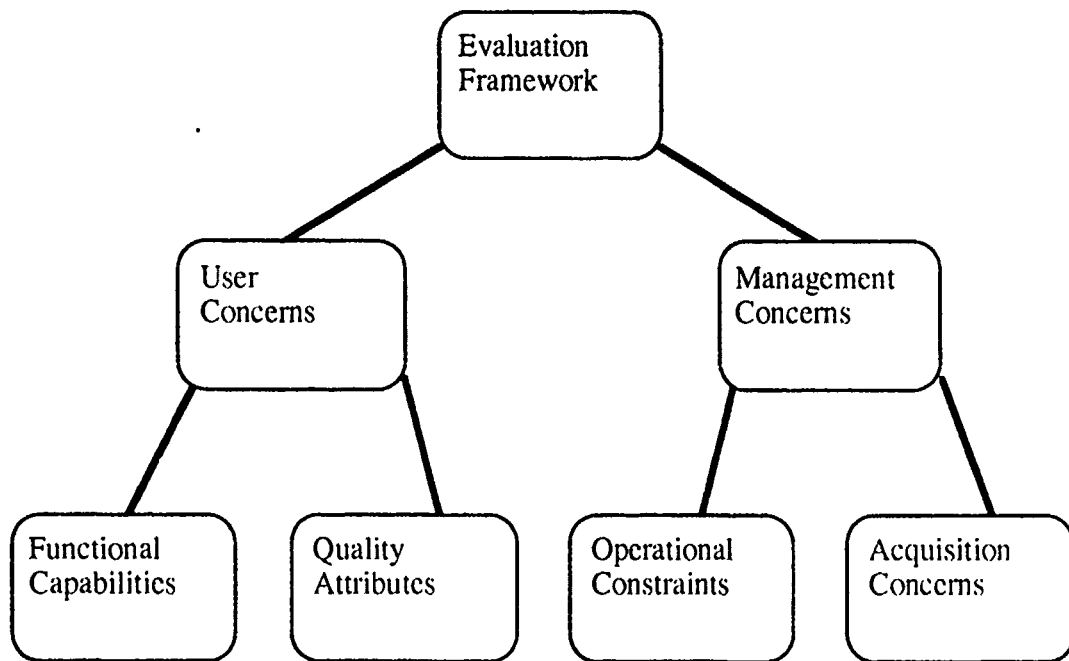 Evaluation
Framework
User
Concerns
Management
Concerns
Functional
Capabilities
Quality
Attributes
Operational
Constraints
Acquisition
Concerns